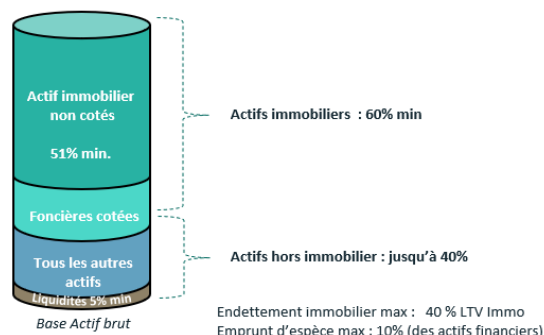 Actif immobilier
non cotés
51% min.
Actifs immobiliers : 60% min
Foncières cotées
Tous les autres
actifs
Actifs hors immobilier : jusqu'à 40%
Liquidités 5% min
Base Actif brut
Endettement immobilier max : 40 % LTV Immo
Emprunt d'espèce max : 10% (des actifs financiers)